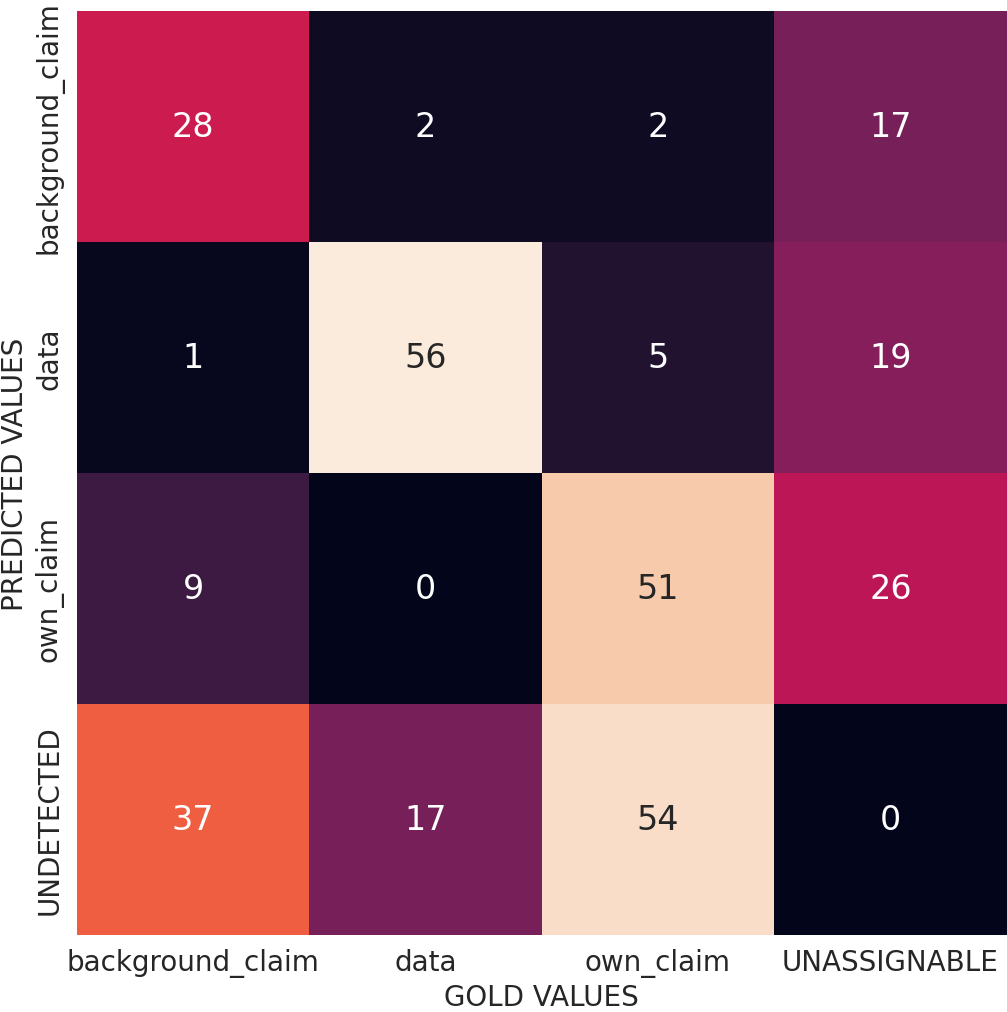 PREDICTED VALUES
background_claim
28 2 2 17
data
1 56 5 19
own_claim
9 0 51 26
UNDETECTED
37 17 54 0
background_claim data own_claim UNASSIGNABLE
GOLD VALUES